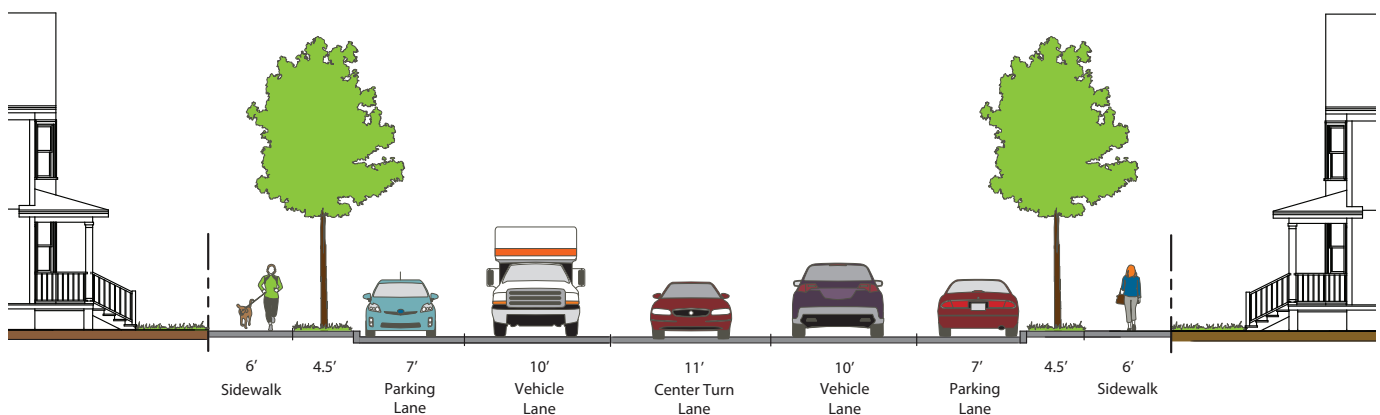 6’ 4.5’ 7’ 10’ 11’ 10’ 7’ 4.5’ 6’
Sidewalk Parking Vehicle Center Turn Vehicle Parking Sidewalk
Lane Lane Lane Lane Lane